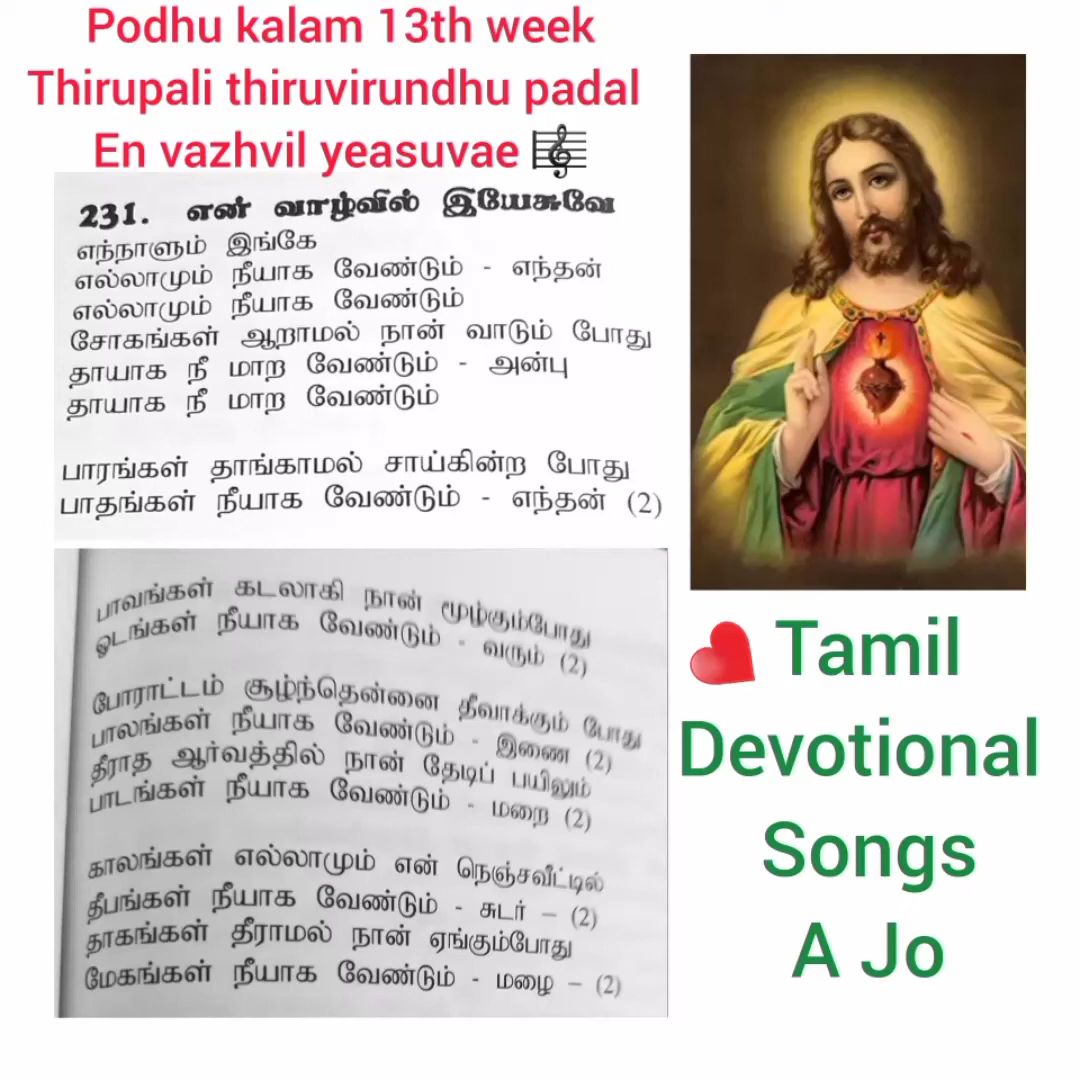 Podhu kalam 13th week
Thirupali thiruvirundhu padal
En vazhvil yeasuvae
231. என் வாழ்வில் இயேசுவே
எந்நாளும் இங்கே
எல்லாமும் நீயாக வேண்டும் - எந்தன்
எல்லாமும் நீயாக வேண்டும்
சோகங்கள் ஆறாமல் நான் வாடும் போது
தாயாக நீ மாற வேண்டும் - அன்பு
தாயாக நீ மாற வேண்டும்
பாரங்கள் தாங்காமல் சாய்கின்ற போது
பாதங்கள் நீயாக வேண்டும் - எந்தன் (2)
பாவங்கள் கடலாகி நான் மூழ்கும்போது
ஓடங்கள் நீயாக வேண்டும் - வரும் (2)
போராட்டம் சூழ்ந்தென்னை தீவாக்கும் போது
பாலங்கள் நீயாக வேண்டும் - இணை (2)
தீராத ஆர்வத்தில் நான் தேடிப் பயிலும்
பாடங்கள் நீயாக வேண்டும் - மறை (2)
காலங்கள் எல்லாமும் என் நெஞ்சவீட்டில்
தீபங்கள் நீயாக வேண்டும் - சுடர் – (2)
தாகங்கள் தீராமல் நான் ஏங்கும்போது
மேகங்கள் நீயாக வேண்டும் - மழை – (2)
Tamil
Devotional
Songs
A Jo